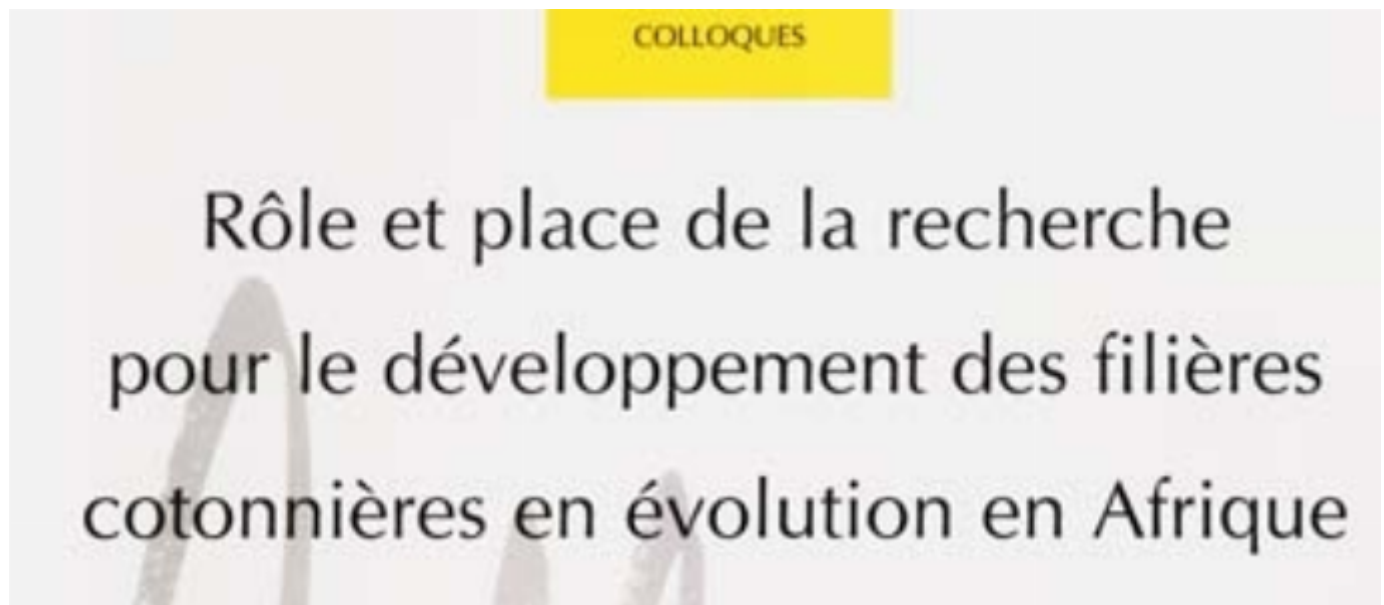 COLLOQUES
Rôle et place de la recherche
pour le développement des filières
cotonnières en évolution en Afrique